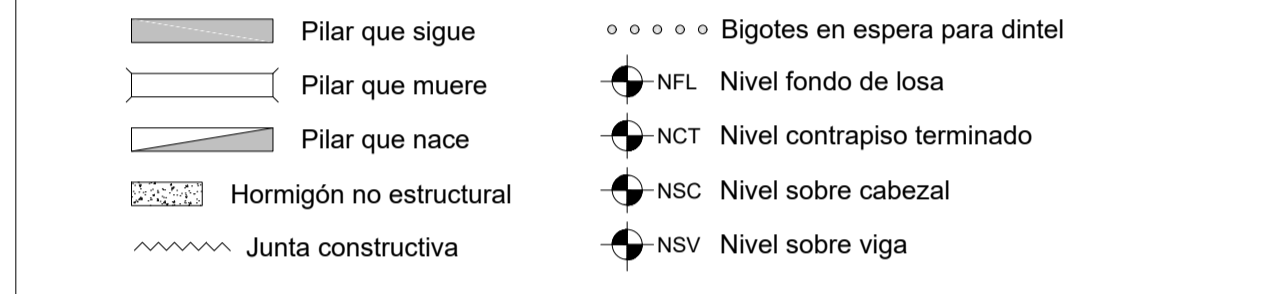 Pilar que sigue
Pilar que muere
Pilar que nace
Hormigón no estructural
Junta constructiva
Bigotes en espera para dintel
NFL Nivel fondo de losa
NCT Nivel contrapiso terminado
NSC Nivel sobre cabezal
NSV Nivel sobre viga